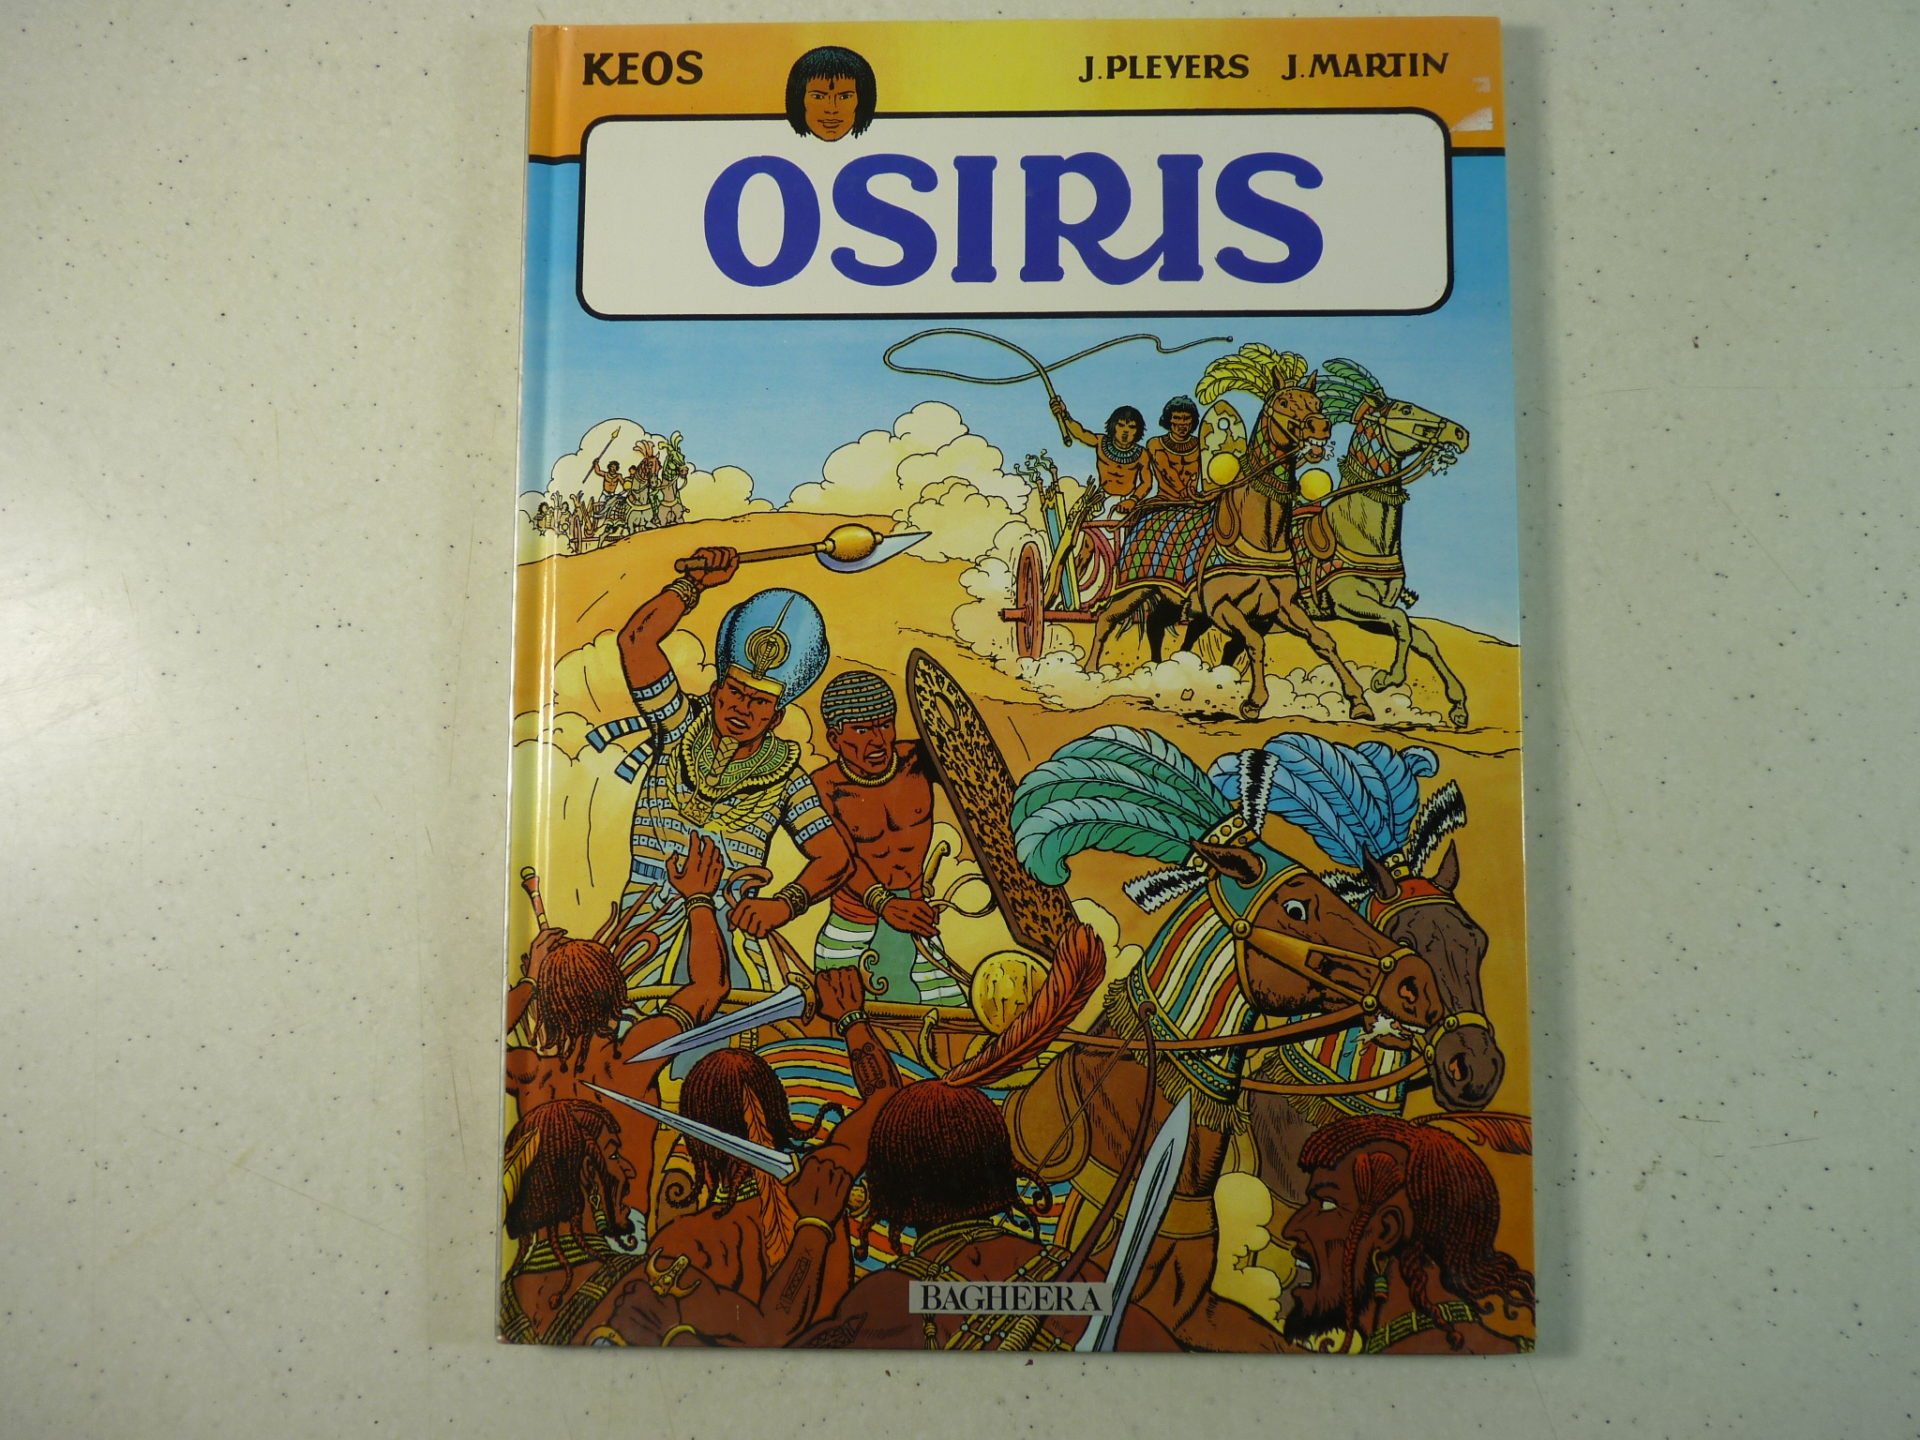 KEOS
J. PLEYERS J. MARTIN
OSIRIS
BAGHEERA